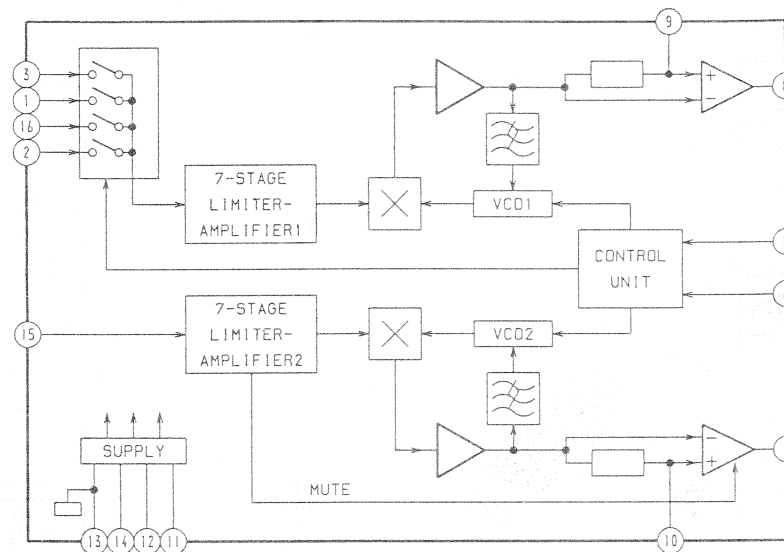 9
3
1
16
2
7-STAGE
LIMITER-
AMPLIFIER1
VCO1
CONTROL
UNIT
7-STAGE
LIMITER-
AMPLIFIER2
VCO2
15
SUPPLY
MUTE
13
14
12
11
10